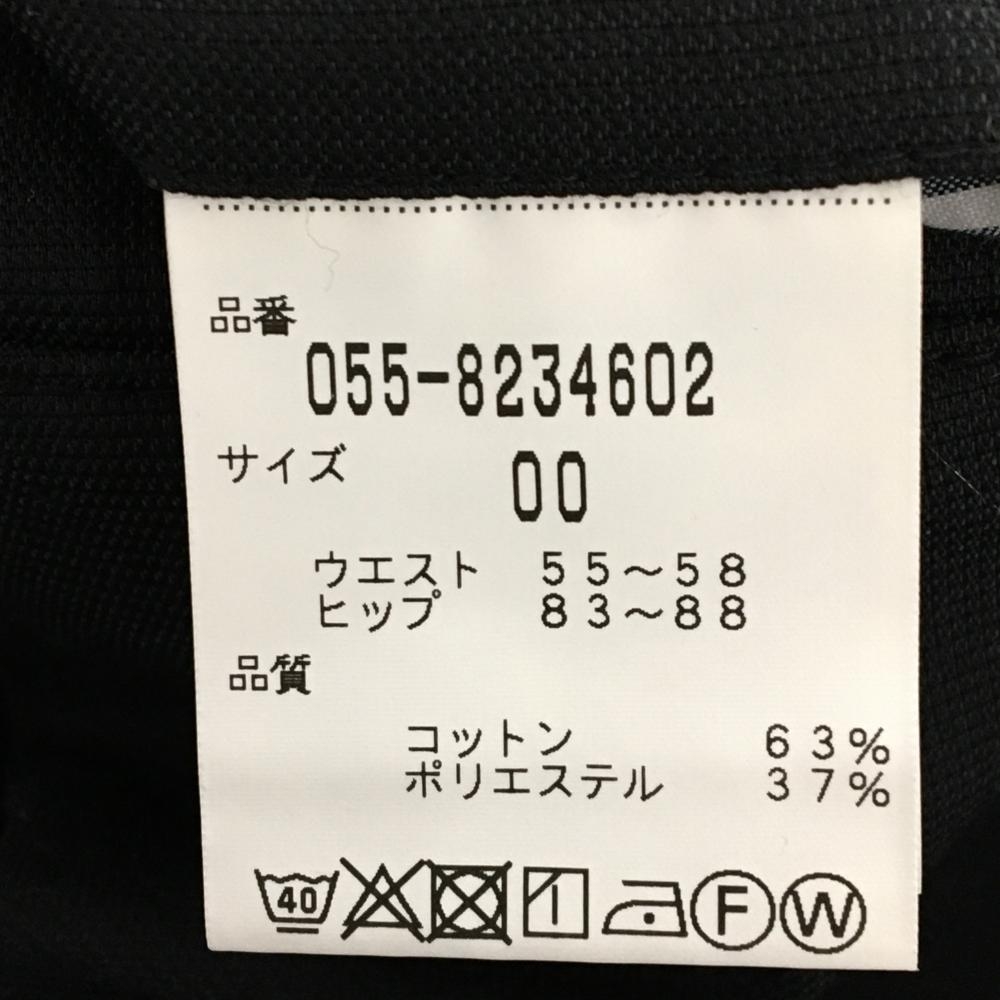 品番
055-8234602
サイズ 00
ウエスト 55〜58
ヒップ 83〜88
品質
コットン 63%
ポリエステル 37%
40 F W